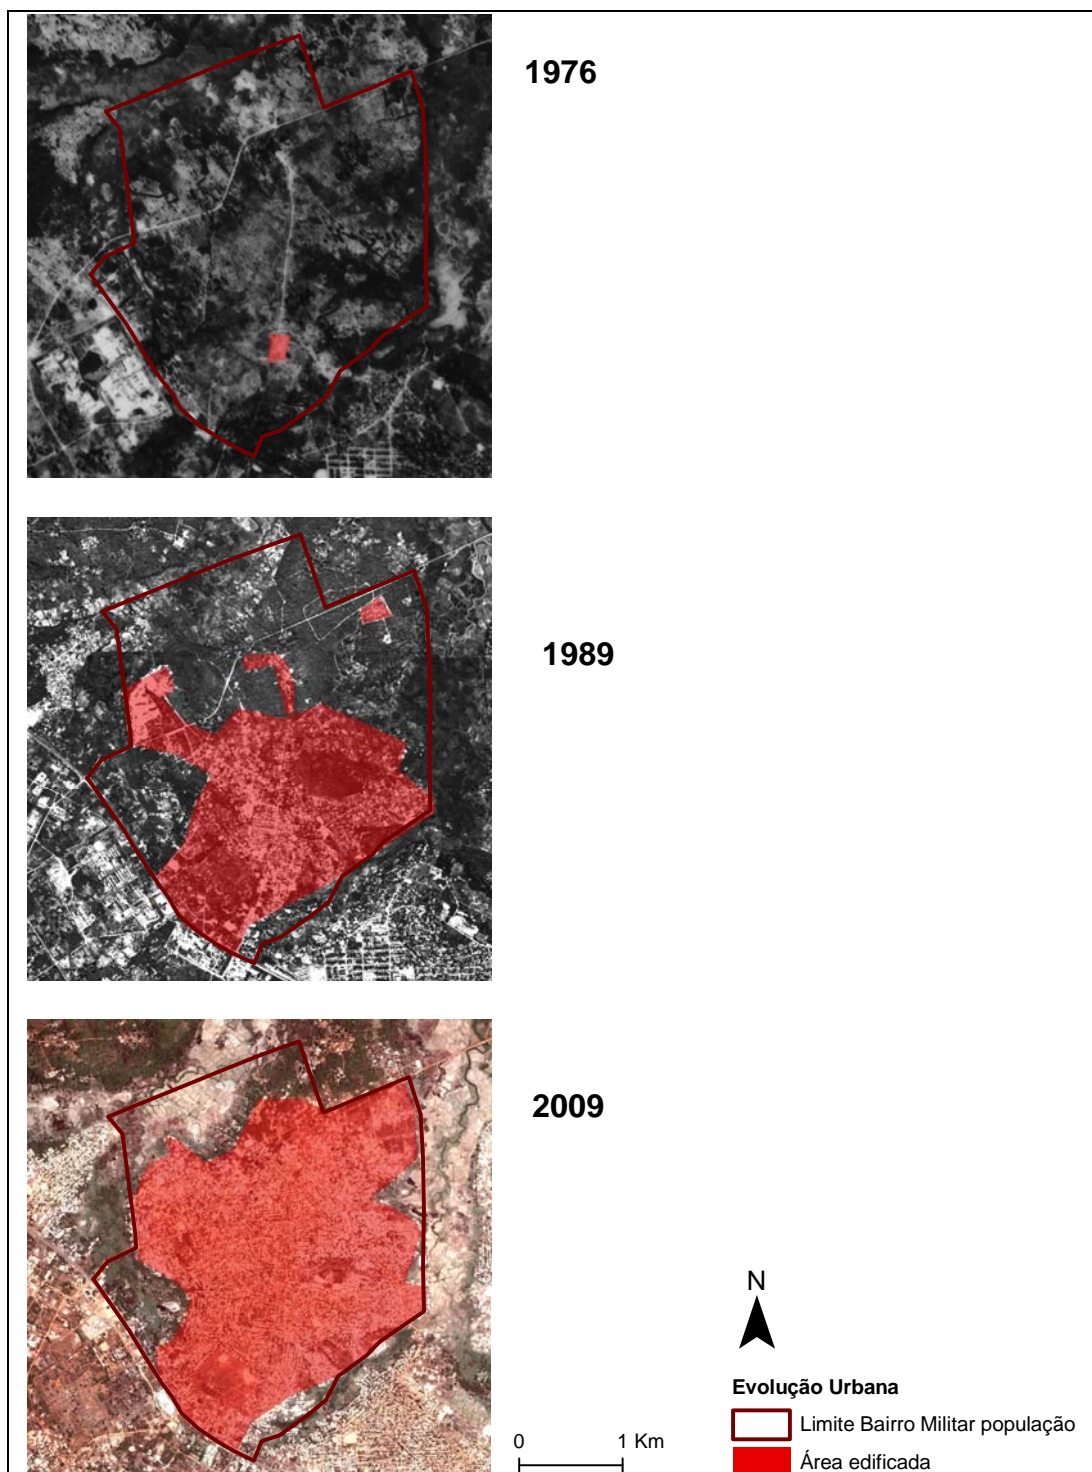 1976
1989
2009
N
Evolução Urbana
Limite Bairro Militar população
Área edificada
0 1 Km